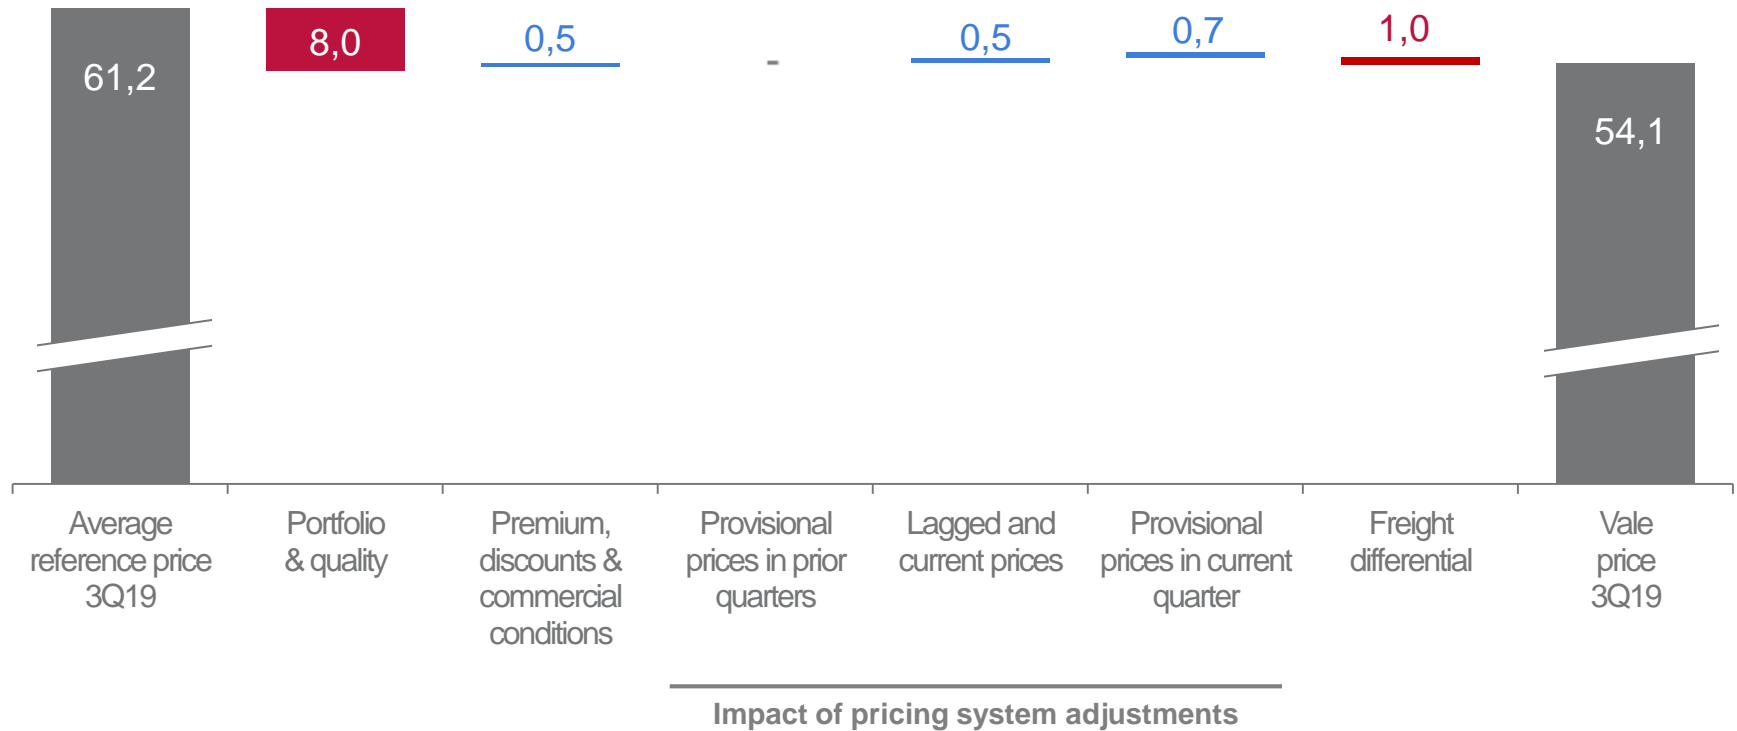 61,2
8,0
0,5
-
0,5
0,7
1,0
54,1
Average
reference price
3Q19
Portfolio
& quality
Premium,
discounts &
commercial
conditions
Provisional
prices in prior
quarters
Lagged and
current prices
Provisional
prices in current
quarter
Freight
differential
Vale
price
3Q19
Impact of pricing system adjustments